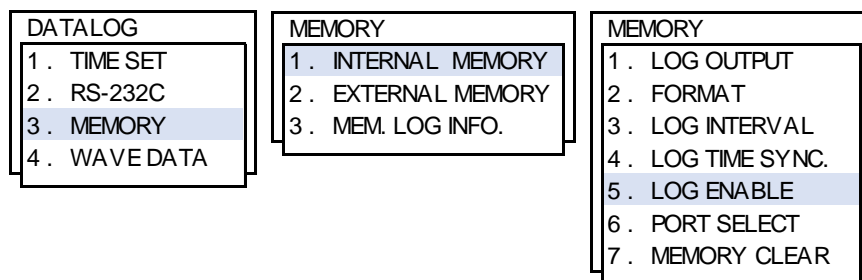 DATALOG
1. TIME SET
2. RS-232C
3. MEMORY
4. WAVE DATA
MEMORY
1. INTERNAL MEMORY
2. EXTERNAL MEMORY
3. MEM. LOG INFO.
MEMORY
1. LOG OUTPUT
2. FORMAT
3. LOG INTERVAL
4. LOG TIME SYNC.
5. LOG ENABLE
6. PORT SELECT
7. MEMORY CLEAR